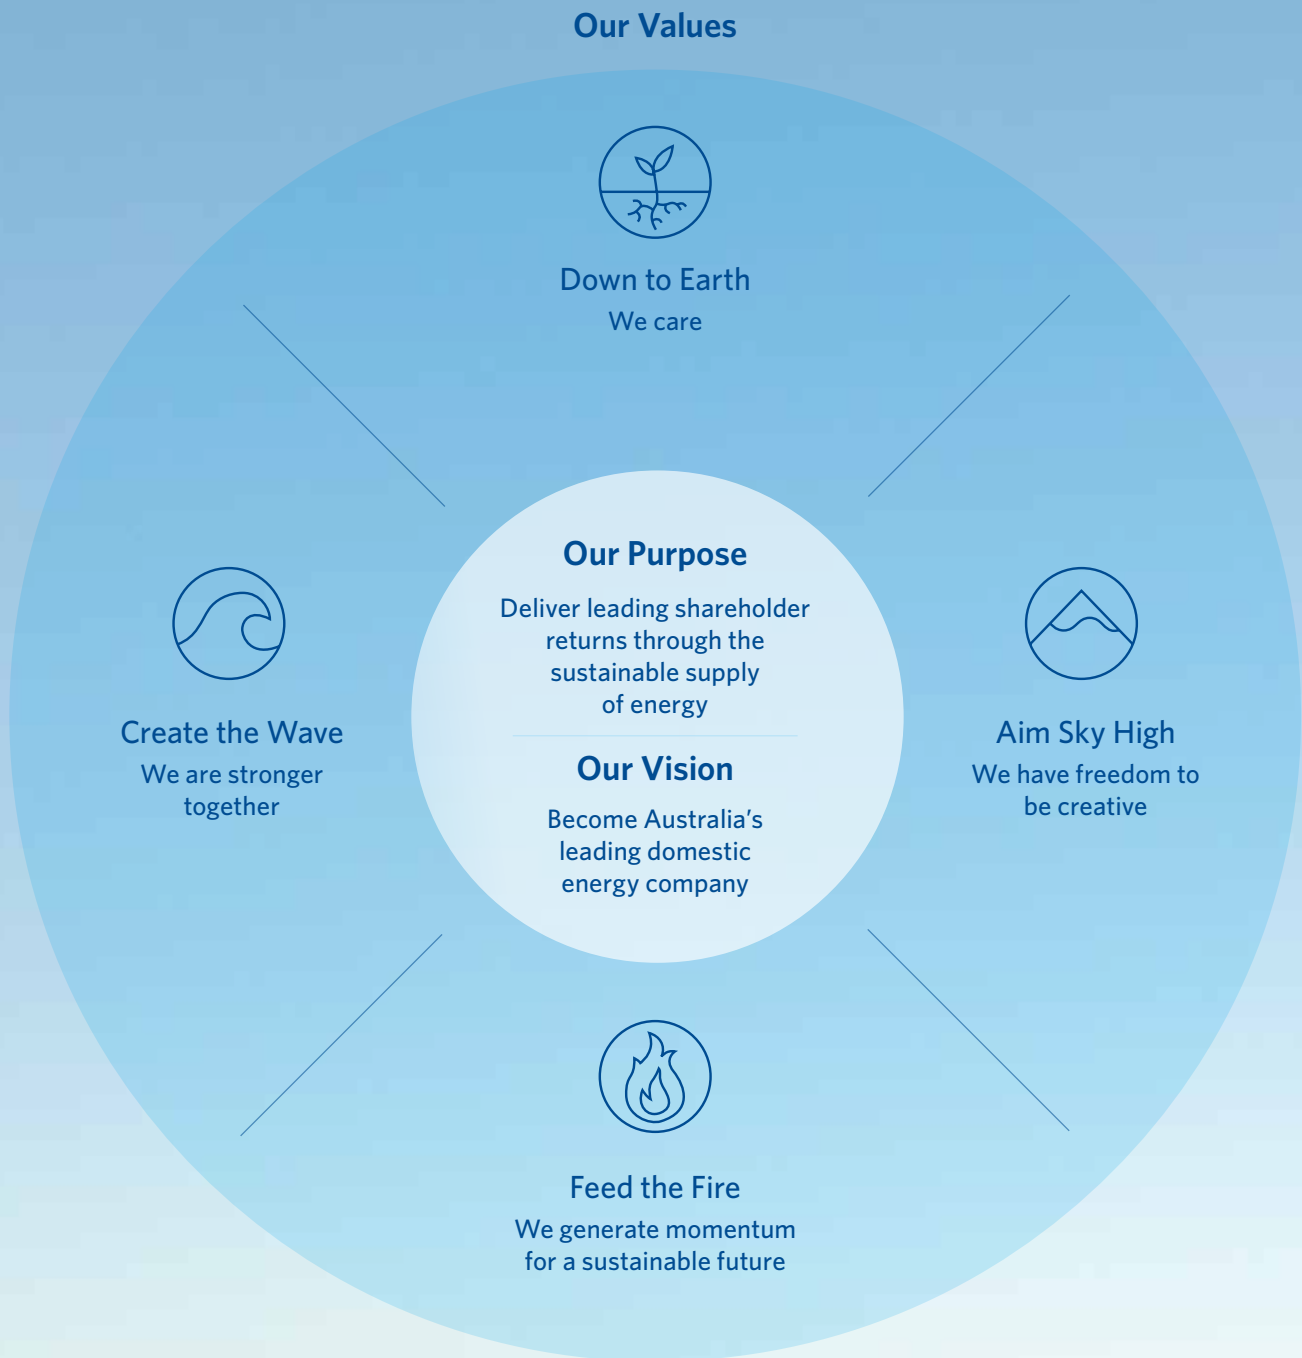 Our Values
Down to Earth
We care
Create the Wave
We are stronger
together
Our Purpose
Deliver leading shareholder
returns through the
sustainable supply
of energy
Our Vision
Become Australia’s
leading domestic
energy company
Aim Sky High
We have freedom to
be creative
Feed the Fire
We generate momentum
for a sustainable future